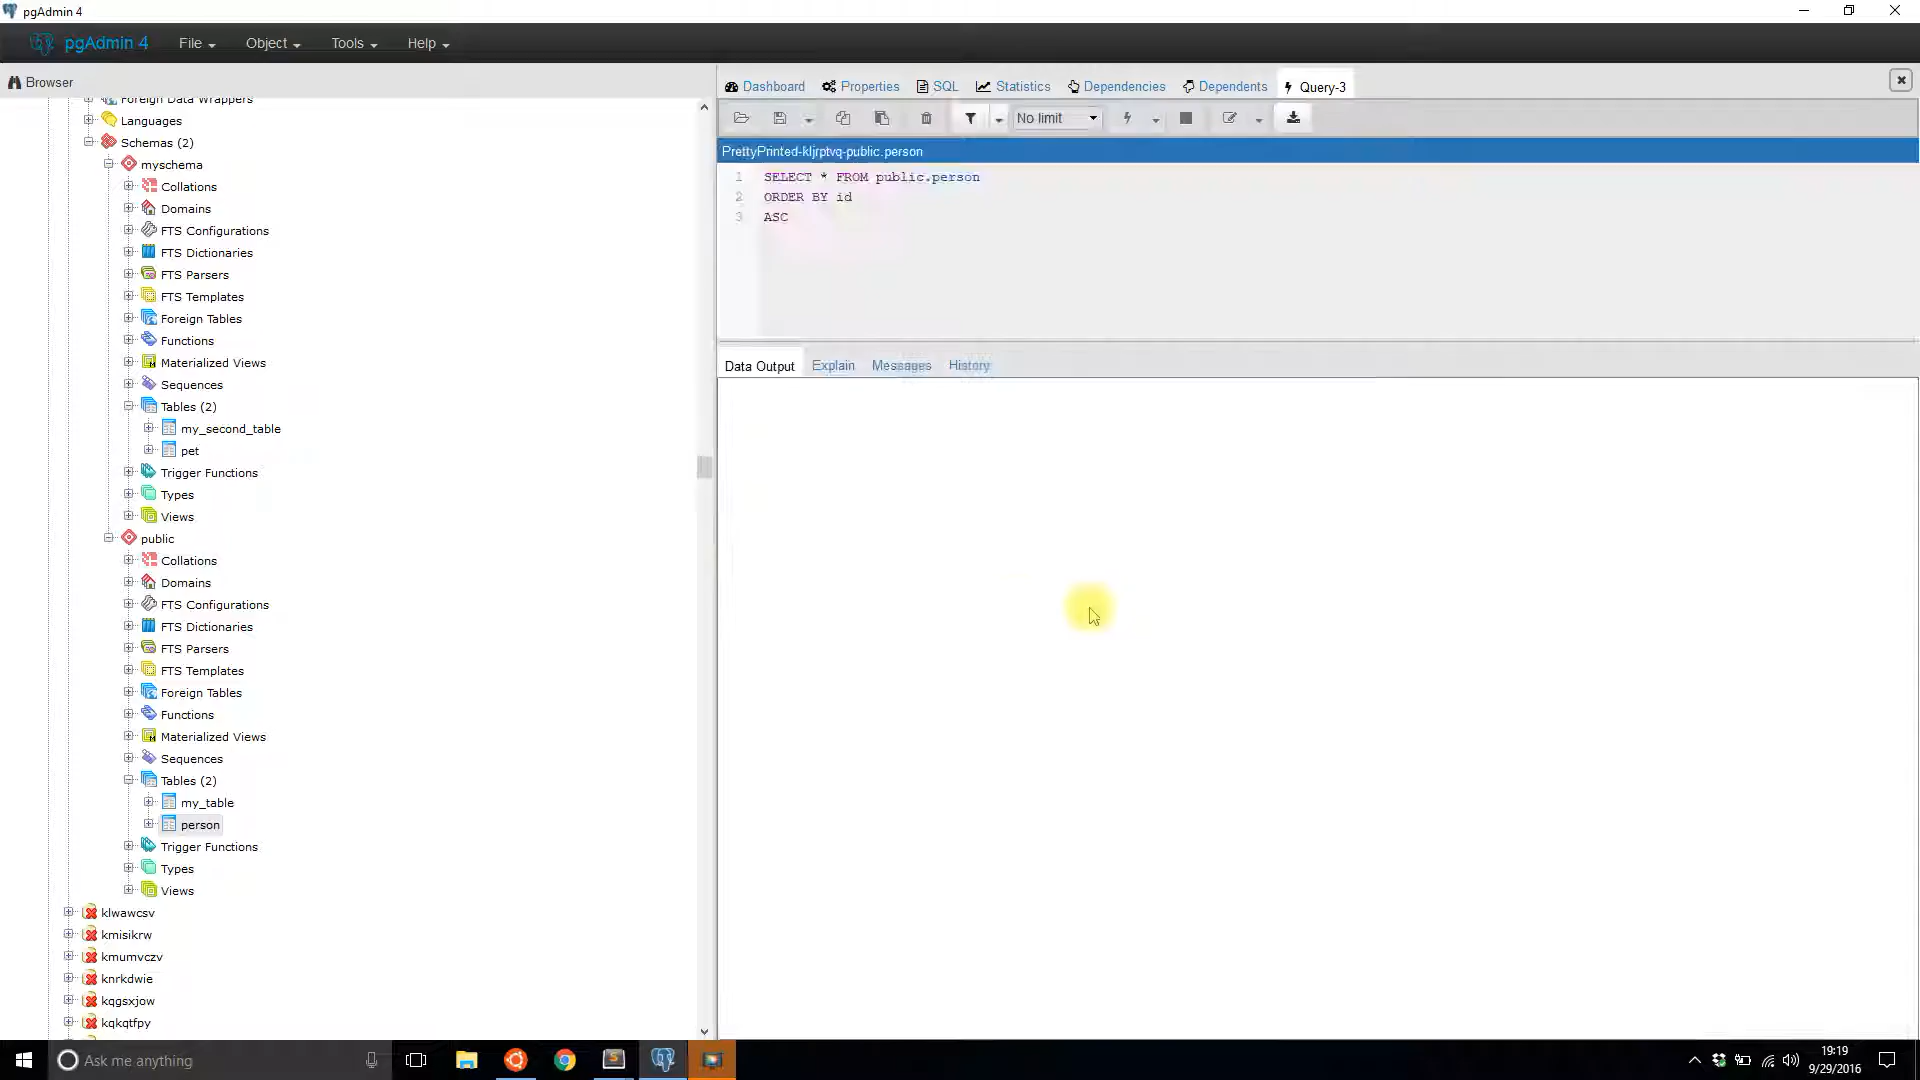 pgAdmin 4
pgAdmin 4
File
Object
Tools
Help
Browser
Foreign Data Wrappers
Languages
Schemas (2)
myschema
Collations
Domains
FTS Configurations
FTS Dictionaries
FTS Parsers
FTS Templates
Foreign Tables
Functions
Materialized Views
Sequences
Tables (2)
my_second_table
pet
Trigger Functions
Types
Views
public
Collations
Domains
FTS Configurations
FTS Dictionaries
FTS Parsers
FTS Templates
Foreign Tables
Functions
Materialized Views
Sequences
Tables (2)
my_table
person
Trigger Functions
Types
Views
klwawcsv
kmisikrw
kmumvczv
knrkdwie
kqgsxjow
kqkqtfpy
Dashboard
Properties
SQL
Statistics
Dependencies
Dependents
Query-3
No limit
PrettyPrinted-kljrptvq-public.person
1 SELECT * FROM public.person
2 ORDER BY id
3 ASC
Data Output
Explain
Messages
History
Ask me anything
19:19
9/29/2016